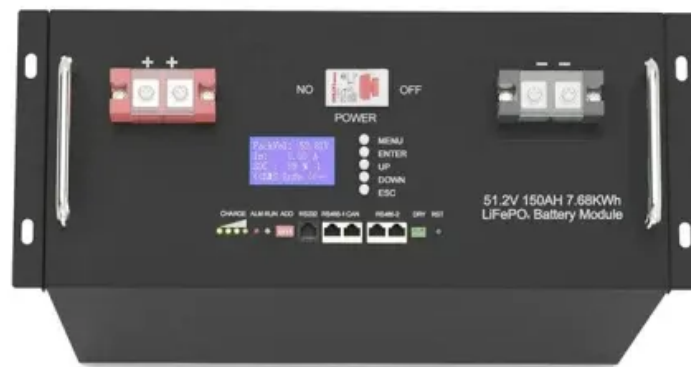 + +
- -
NO OFF
POWER
MENU
ENTER
UP
DOWN
ESC
51.2V 150AH 7.68KWh
LiFePO₄ Battery Module
CHARGE ALM RUN ADD RS232 RS485-1 CAN RS485-2 DRY RST